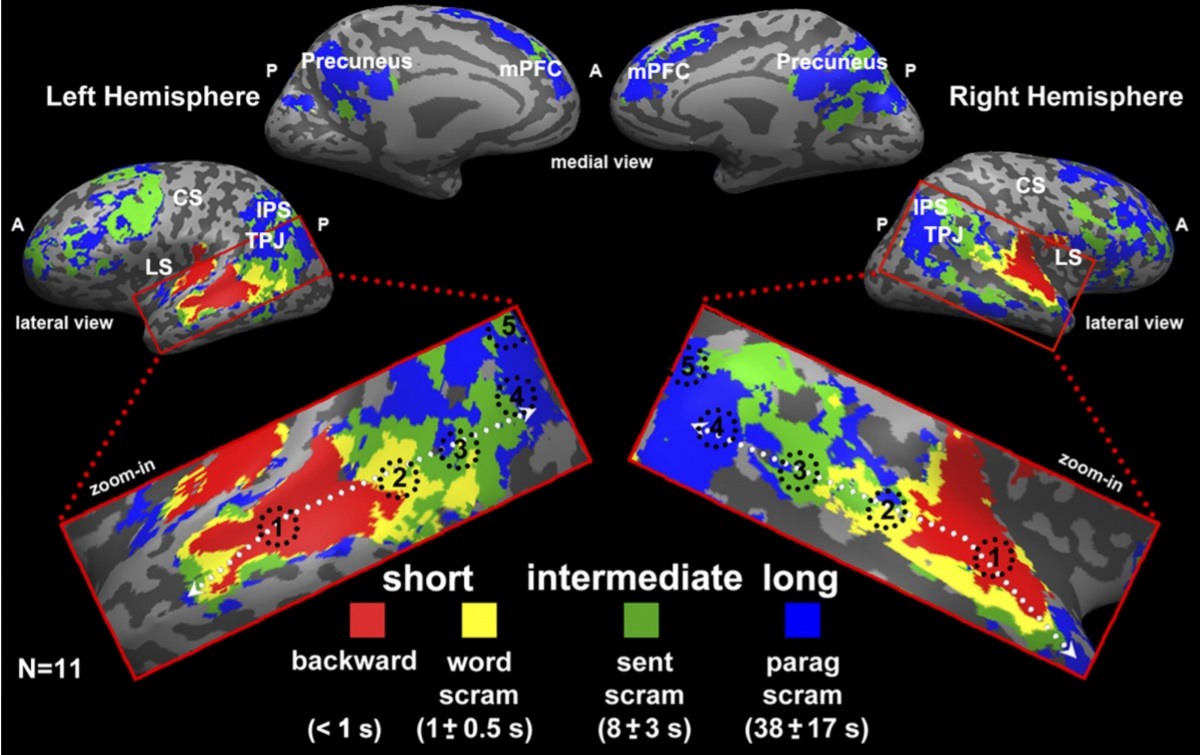 P
Precuneus
mPFC
A
mPFC
Precuneus
P
Left Hemisphere
Right Hemisphere
medial view
A
CS
IPS
P
TPJ
LS
lateral view
CS
IPS
P
TPJ
A
LS
lateral view
zoom-in
5
4
3
2
1
zoom-in
5
4
3
2
1
short intermediate long
backward word scram sent scram parag scram
(< 1 s) (1± 0.5 s) (8±3 s) (38±17 s)
N=11